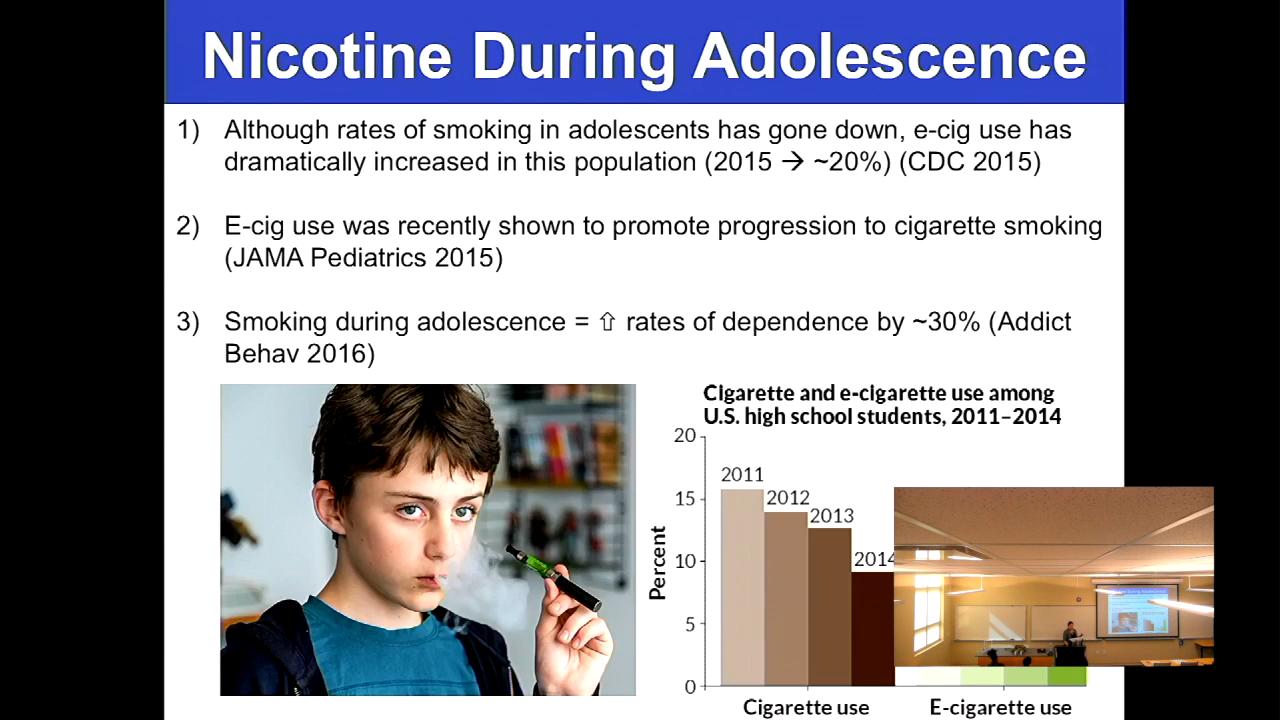 Nicotine During Adolescence
1) Although rates of smoking in adolescents has gone down, e-cig use has
dramatically increased in this population (2015 → ~20%) (CDC 2015)
2) E-cig use was recently shown to promote progression to cigarette smoking
(JAMA Pediatrics 2015)
3) Smoking during adolescence = ⇧ rates of dependence by ~30% (Addict
Behav 2016)
Cigarette and e-cigarette use among
U.S. high school students, 2011–2014
20
15
10
5
0
Percent
2011
2012
2013
2014
Cigarette use
E-cigarette use